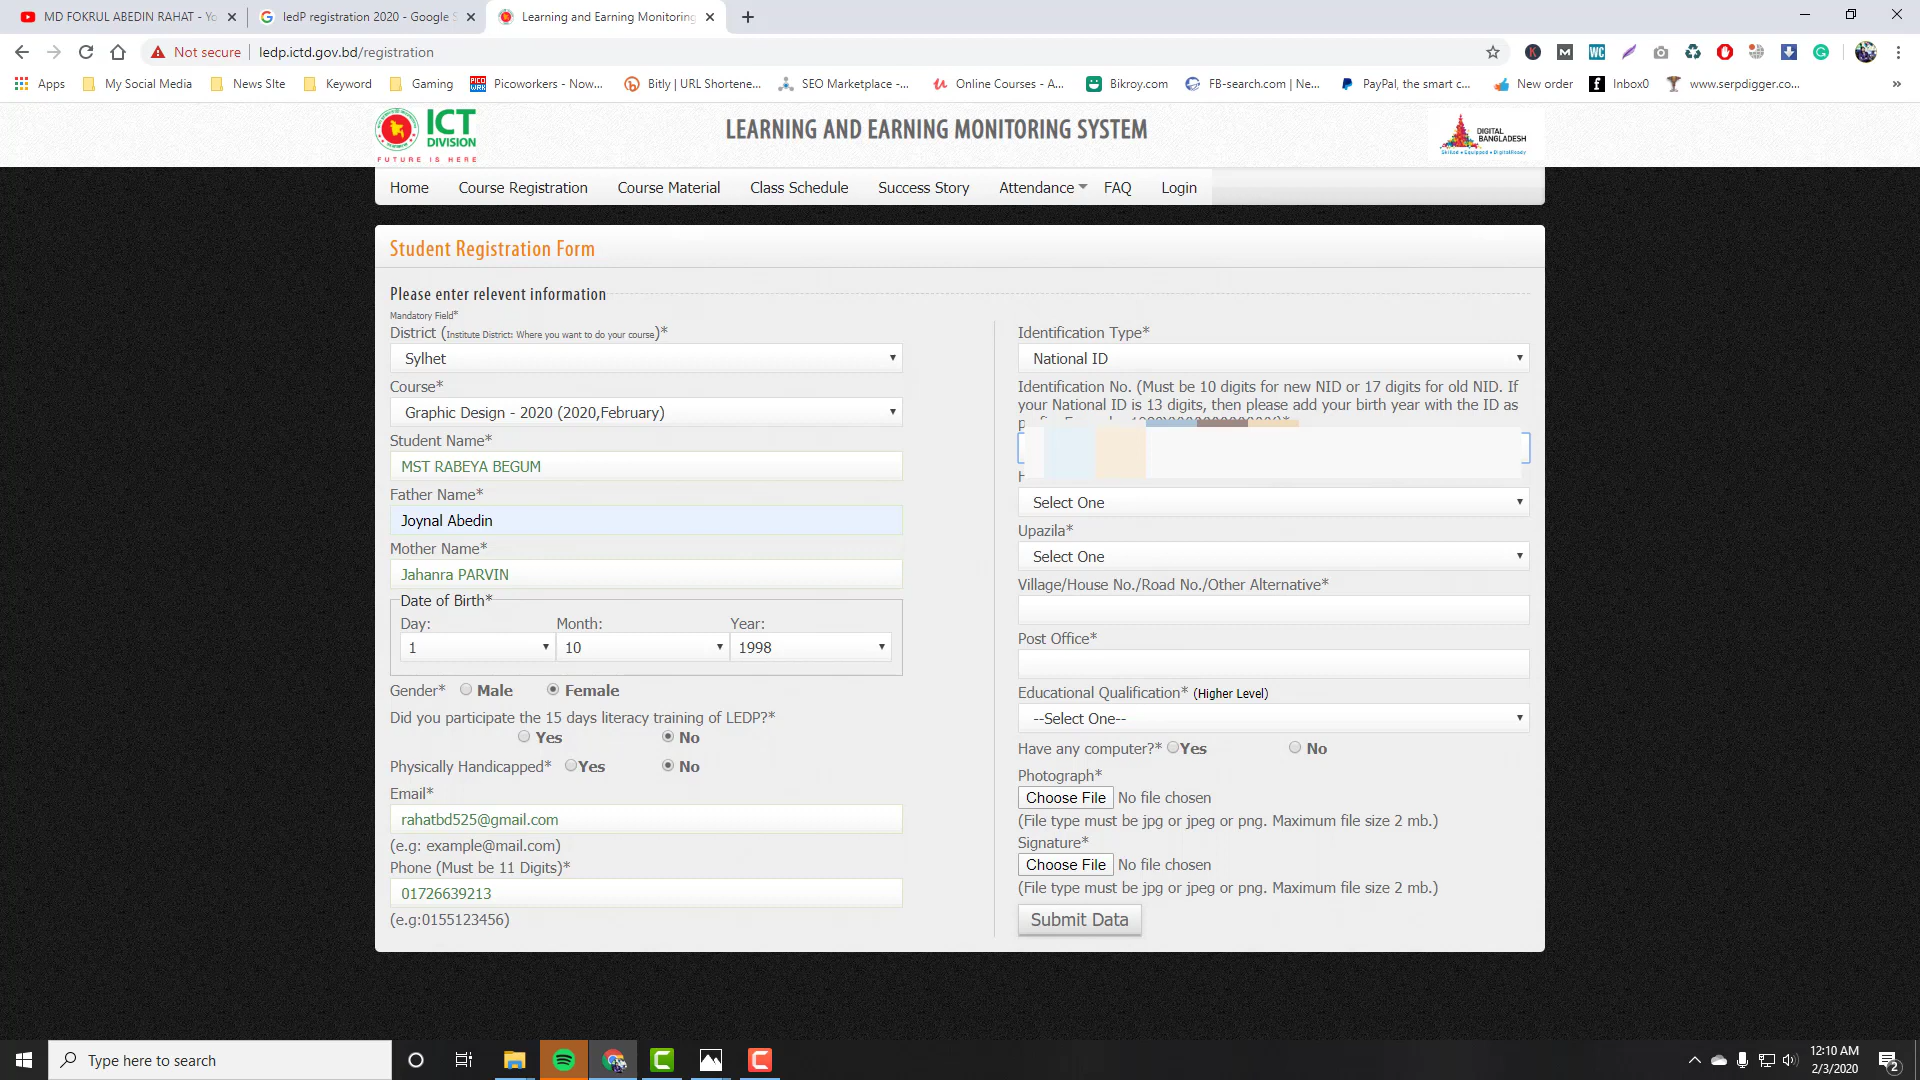 MD FOKRUL ABEDIN RAHAT - Yo
ledP registration 2020 - Google S
Learning and Earning Monitoring
Not secure
ledp.ictd.gov.bd/registration
Apps
My Social Media
News SIte
Keyword
Gaming
Picoworkers - Now...
Bitly | URL Shortene...
SEO Marketplace -...
Online Courses - A...
Bikroy.com
FB-search.com | Ne...
PayPal, the smart c...
New order
Inbox0
www.serpdigger.co...
»
ICT
DIVISION
FUTURE IS HERE
LEARNING AND EARNING MONITORING SYSTEM
DIGITAL
BANGLADESH
Home
Course Registration
Course Material
Class Schedule
Success Story
Attendance
FAQ
Login
Student Registration Form
Please enter relevent information
Mandatory Field*
District (Institute District: Where you want to do your course)*
Sylhet
Course*
Graphic Design - 2020 (2020,February)
Student Name*
MST RABEYA BEGUM
Father Name*
Joynal Abedin
Mother Name*
Jahanra PARVIN
Date of Birth*
Day:
Month:
Year:
1
10
1998
Gender*
Male
Female
Did you participate the 15 days literacy training of LEDP?*
Yes
No
Physically Handicapped*
Yes
No
Email*
rahatbd525@gmail.com
(e.g: example@mail.com)
Phone (Must be 11 Digits)*
01726639213
(e.g:0155123456)
Identification Type*
National ID
Identification No. (Must be 10 digits for new NID or 17 digits for old NID. If
your National ID is 13 digits, then please add your birth year with the ID as
Select One
Upazila*
Select One
Village/House No./Road No./Other Alternative*
Post Office*
Educational Qualification* (Higher Level)
--Select One--
Have any computer?*
Yes
No
Photograph*
Choose File No file chosen
(File type must be jpg or jpeg or png. Maximum file size 2 mb.)
Signature*
Choose File No file chosen
(File type must be jpg or jpeg or png. Maximum file size 2 mb.)
Submit Data
Type here to search
12:10 AM
2/3/2020
2